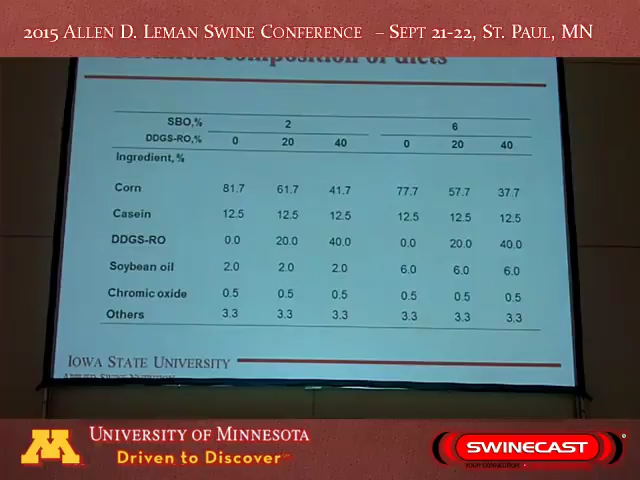 2015 Allen D. Leman Swine Conference – Sept 21-22, St. Paul, MN
composition of diets
SBO,% 2 6
DDGS-RO,% 0 20 40 0 20 40
Ingredient,%
Corn 81.7 61.7 41.7 77.7 57.7 37.7
Casein 12.5 12.5 12.5 12.5 12.5 12.5
DDGS-RO 0.0 20.0 40.0 0.0 20.0 40.0
Soybean oil 2.0 2.0 2.0 6.0 6.0 6.0
Chromic oxide 0.5 0.5 0.5 0.5 0.5 0.5
Others 3.3 3.3 3.3 3.3 3.3 3.3
Iowa State University
Applied Swine Nutrition
M University of Minnesota
Driven to Discover
SWINECAST
YOUR CONNECTION